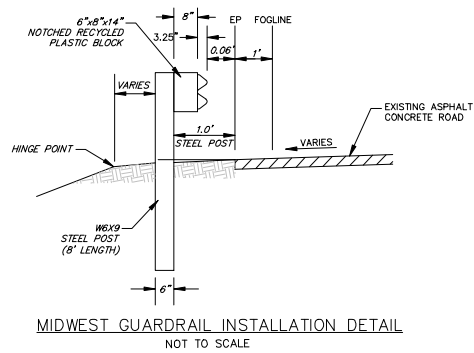 6"x8"x14"
NOTCHED RECYCLED
PLASTIC BLOCK
8"
EP
FOGLINE
3.25"
0.06'
1'
VARIES
1.0'
STEEL POST
EXISTING ASPHALT
CONCRETE ROAD
VARIES
HINGE POINT
W6X9
STEEL POST
(8' LENGTH)
6"
MIDWEST GUARDRAIL INSTALLATION DETAIL
NOT TO SCALE